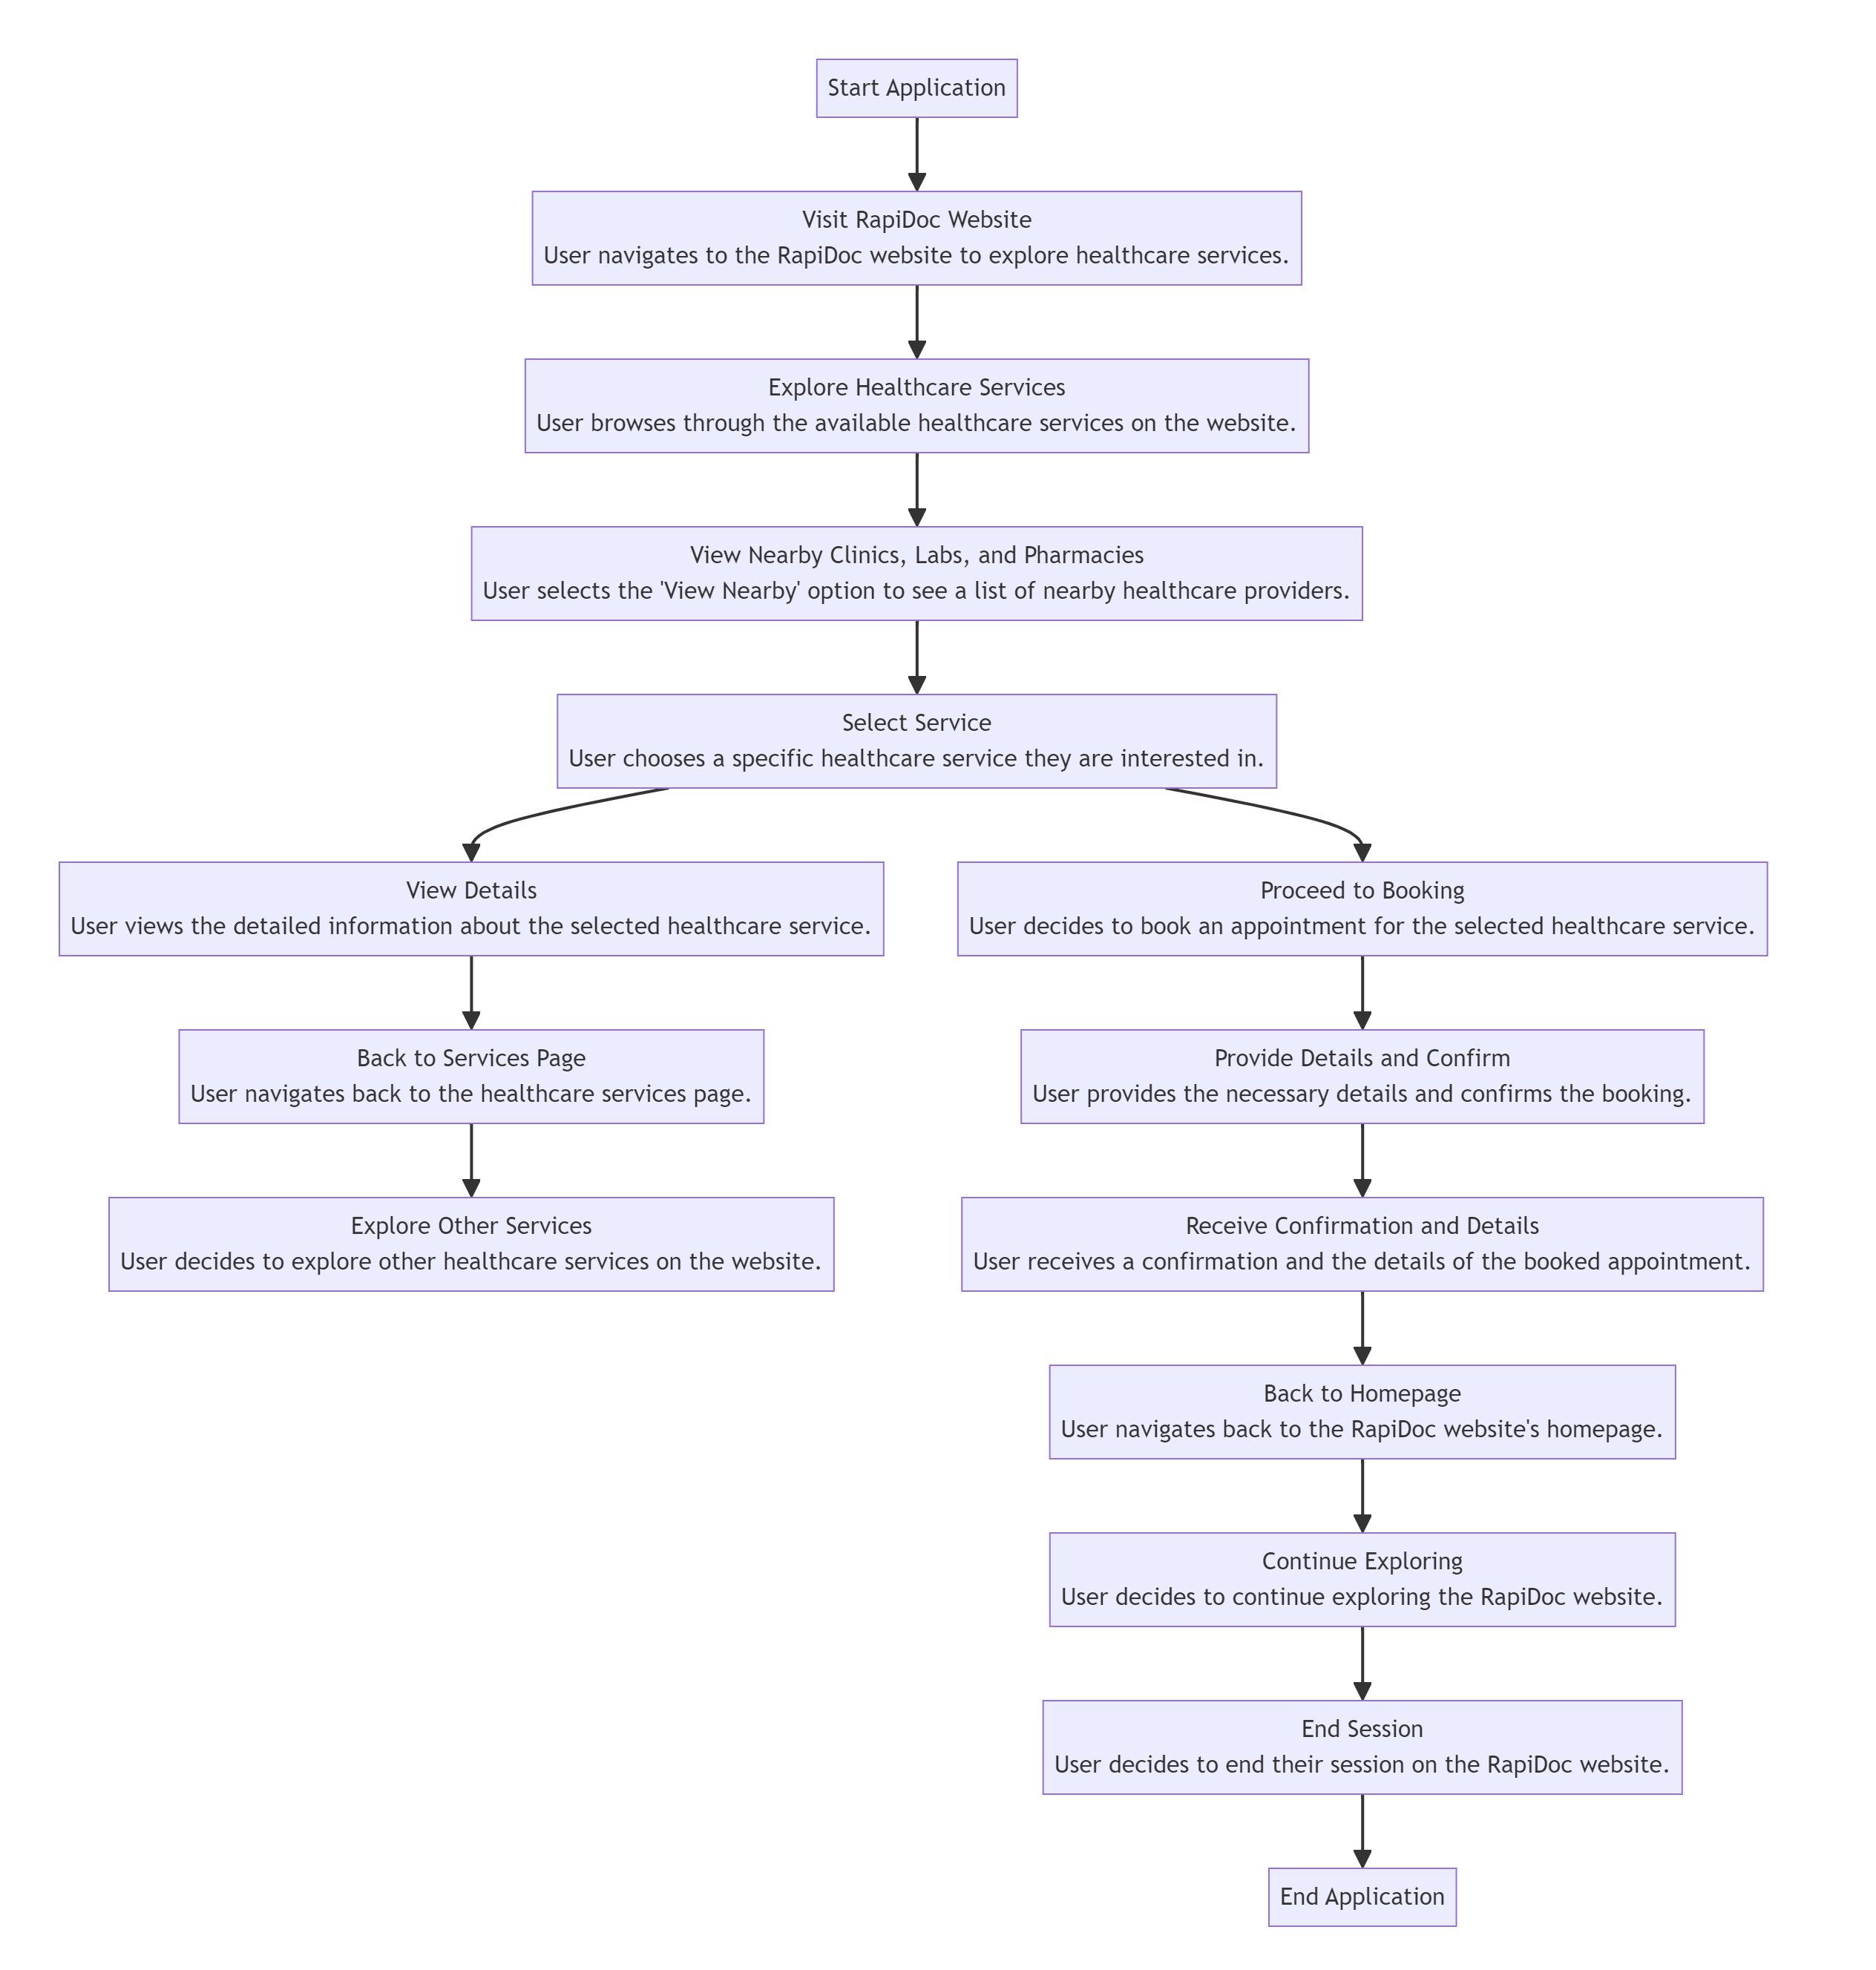 Start Application
Visit RapiDoc Website
User navigates to the RapiDoc website to explore healthcare services.
Explore Healthcare Services
User browses through the available healthcare services on the website.
View Nearby Clinics, Labs, and Pharmacies
User selects the 'View Nearby' option to see a list of nearby healthcare providers.
Select Service
User chooses a specific healthcare service they are interested in.
View Details
User views the detailed information about the selected healthcare service.
Back to Services Page
User navigates back to the healthcare services page.
Explore Other Services
User decides to explore other healthcare services on the website.
Proceed to Booking
User decides to book an appointment for the selected healthcare service.
Provide Details and Confirm
User provides the necessary details and confirms the booking.
Receive Confirmation and Details
User receives a confirmation and the details of the booked appointment.
Back to Homepage
User navigates back to the RapiDoc website's homepage.
Continue Exploring
User decides to continue exploring the RapiDoc website.
End Session
User decides to end their session on the RapiDoc website.
End Application